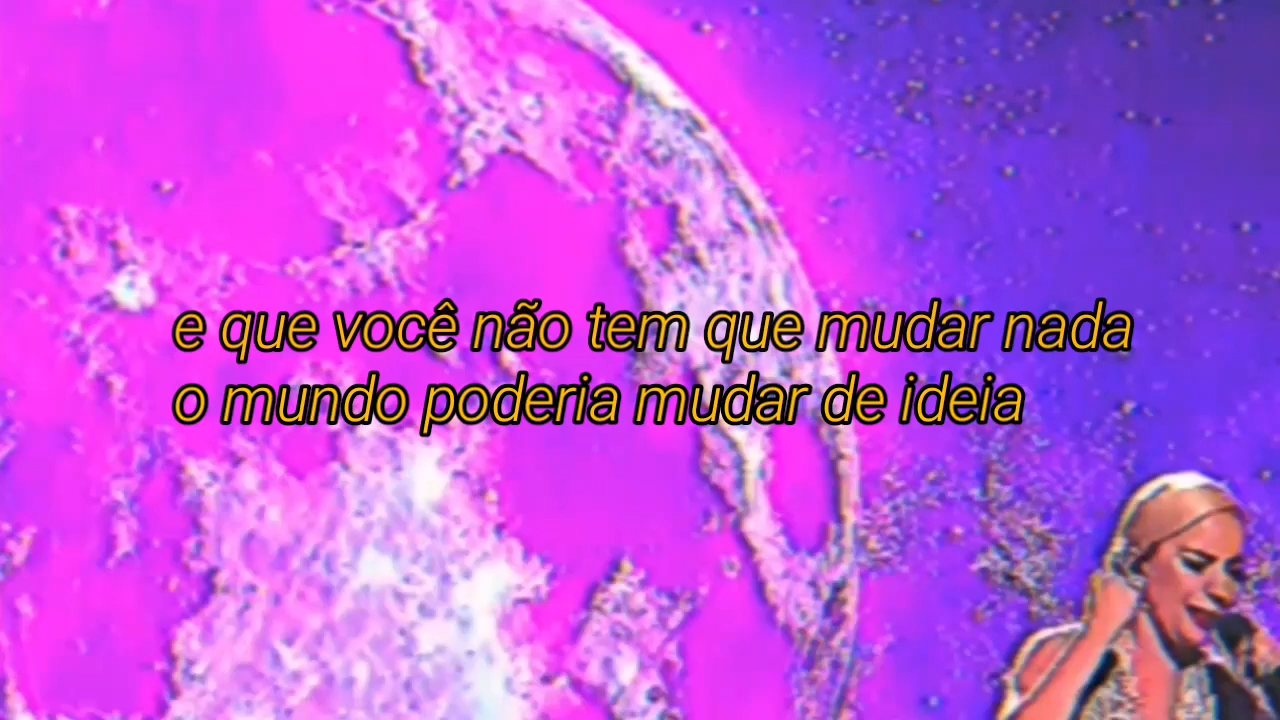 e que você não tem que mudar nada
o mundo poderia mudar de ideia